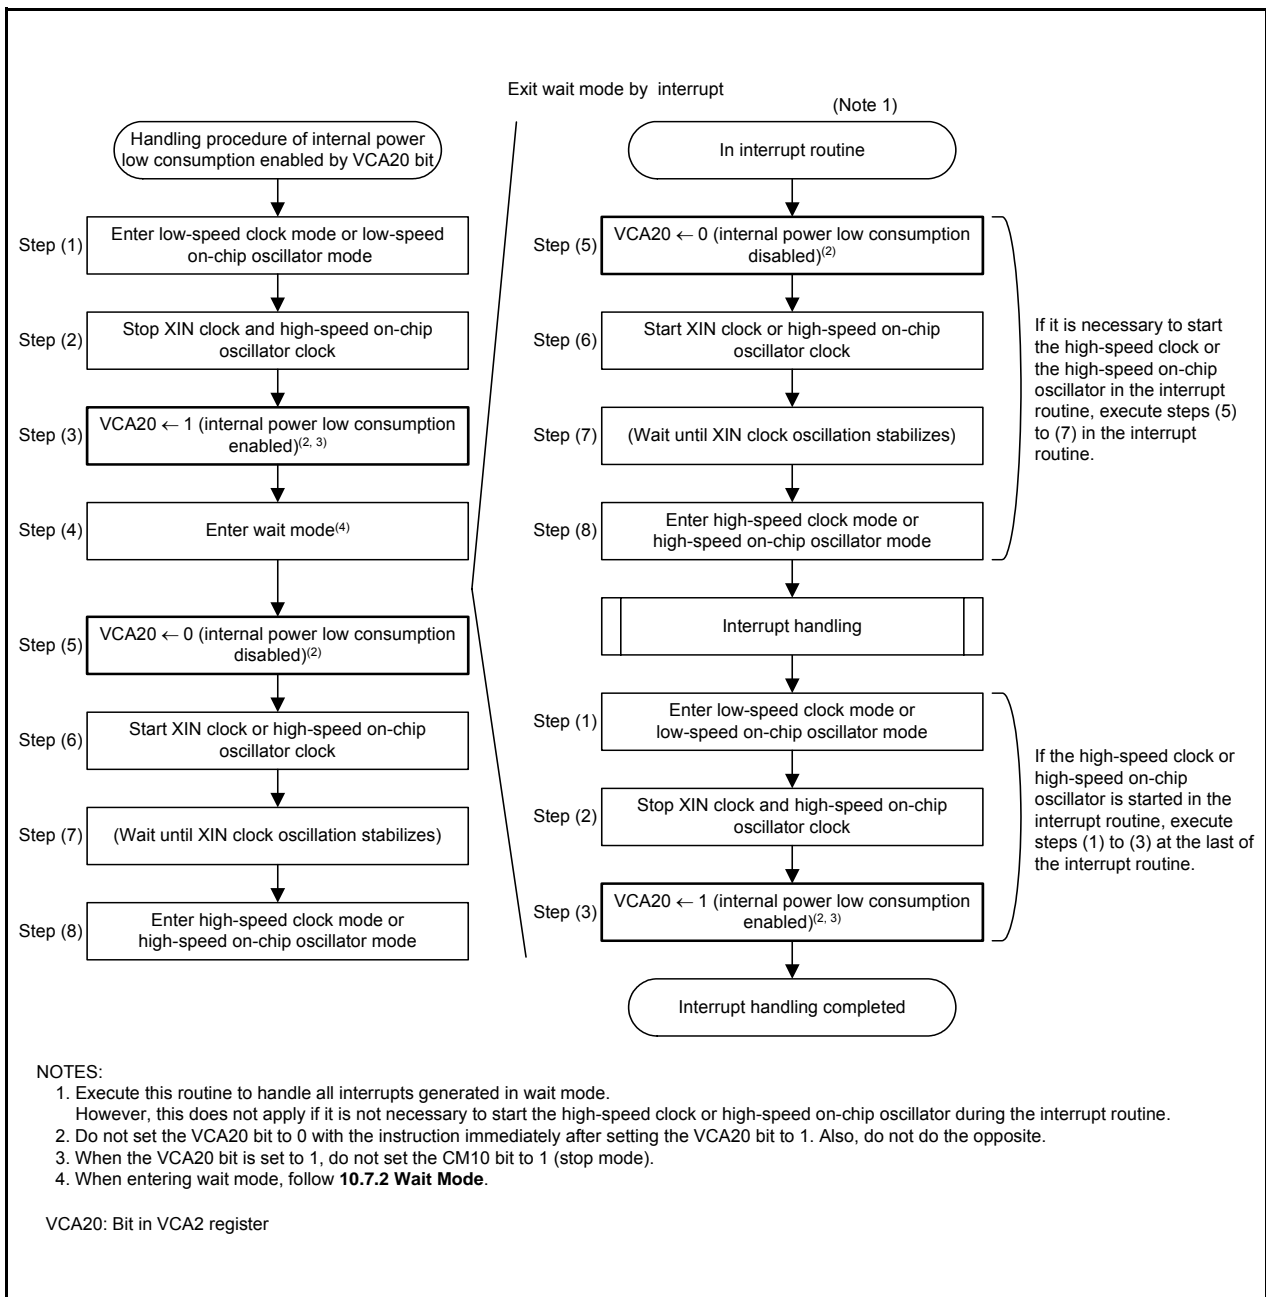 Exit wait mode by interrupt
(Note 1)
Handling procedure of internal power
low consumption enabled by VCA20 bit
Step (1)
Enter low-speed clock mode or low-speed
on-chip oscillator mode
Step (2)
Stop XIN clock and high-speed on-chip
oscillator clock
Step (3)
VCA20 ← 1 (internal power low consumption
enabled)(2, 3)
Step (4)
Enter wait mode(4)
Step (5)
VCA20 ← 0 (internal power low consumption
disabled)(2)
Step (6)
Start XIN clock or high-speed on-chip
oscillator clock
Step (7)
(Wait until XIN clock oscillation stabilizes)
Step (8)
Enter high-speed clock mode or
high-speed on-chip oscillator mode
In interrupt routine
Step (5)
VCA20 ← 0 (internal power low consumption
disabled)(2)
Step (6)
Start XIN clock or high-speed on-chip
oscillator clock
Step (7)
(Wait until XIN clock oscillation stabilizes)
Step (8)
Enter high-speed clock mode or
high-speed on-chip oscillator mode
If it is necessary to start
the high-speed clock or
the high-speed on-chip
oscillator in the interrupt
routine, execute steps (5)
to (7) in the interrupt
routine.
Interrupt handling
Step (1)
Enter low-speed clock mode or
low-speed on-chip oscillator mode
Step (2)
Stop XIN clock and high-speed on-chip
oscillator clock
Step (3)
VCA20 ← 1 (internal power low consumption
enabled)(2, 3)
If the high-speed clock or
high-speed on-chip
oscillator is started in the
interrupt routine, execute
steps (1) to (3) at the last of
the interrupt routine.
Interrupt handling completed
NOTES:
1. Execute this routine to handle all interrupts generated in wait mode.
However, this does not apply if it is not necessary to start the high-speed clock or high-speed on-chip oscillator during the interrupt routine.
2. Do not set the VCA20 bit to 0 with the instruction immediately after setting the VCA20 bit to 1. Also, do not do the opposite.
3. When the VCA20 bit is set to 1, do not set the CM10 bit to 1 (stop mode).
4. When entering wait mode, follow 10.7.2 Wait Mode.
VCA20: Bit in VCA2 register